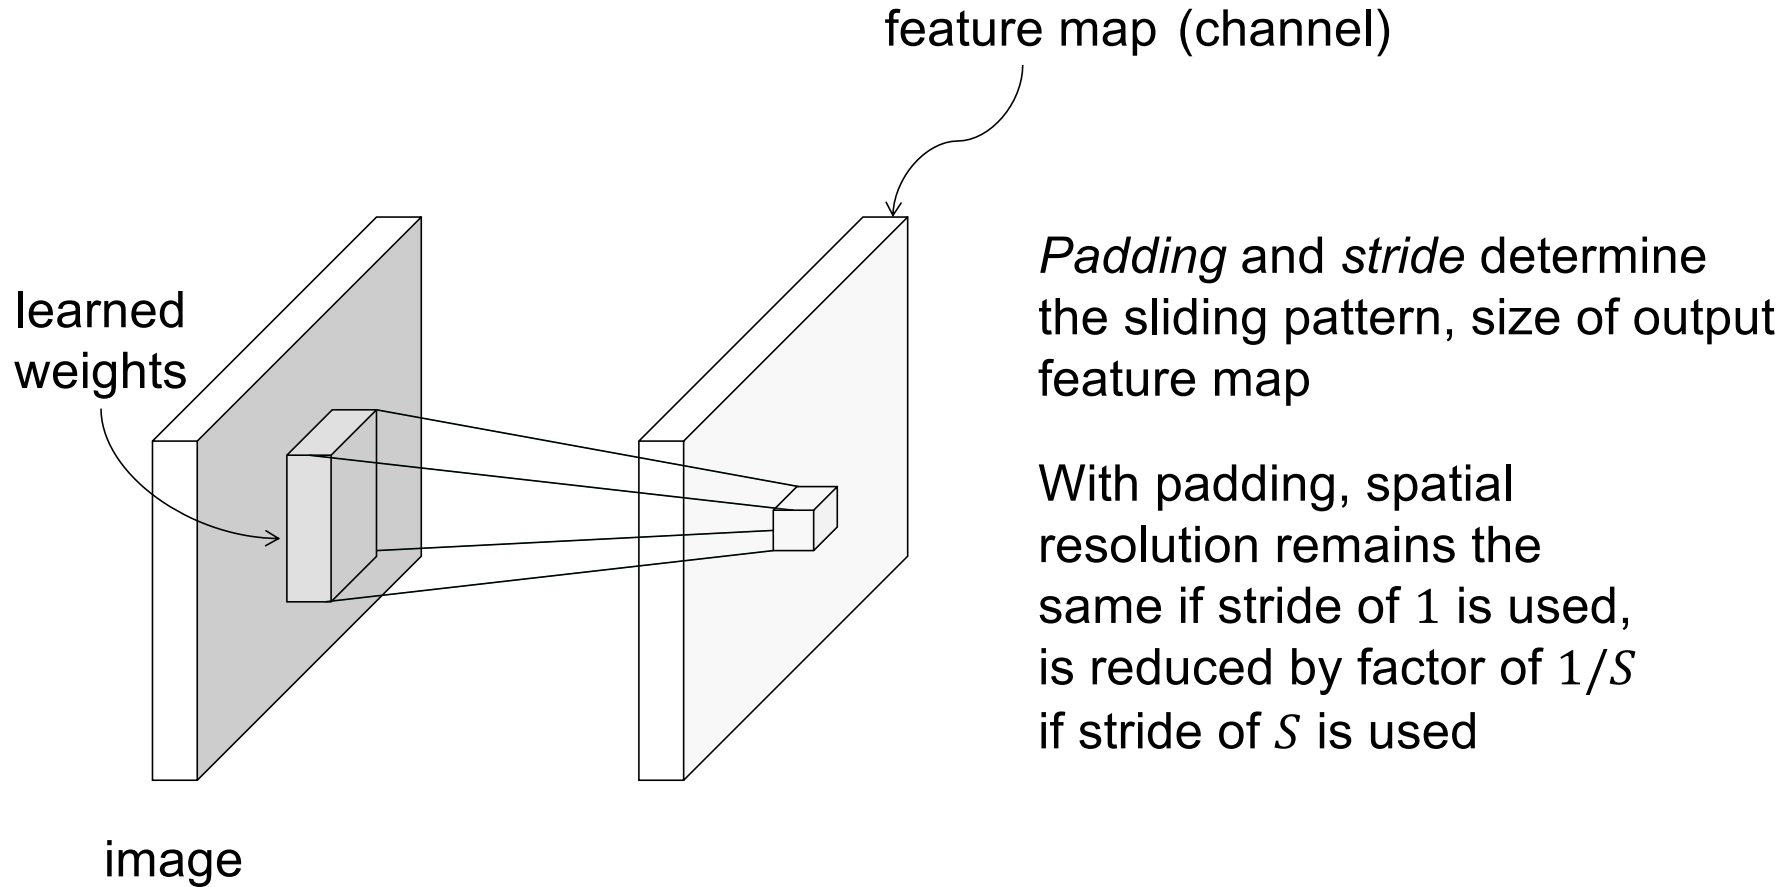 feature map (channel)
learned
weights
image
Padding and stride determine
the sliding pattern, size of output
feature map
With padding, spatial
resolution remains the
same if stride of 1 is used,
is reduced by factor of 1/S
if stride of S is used